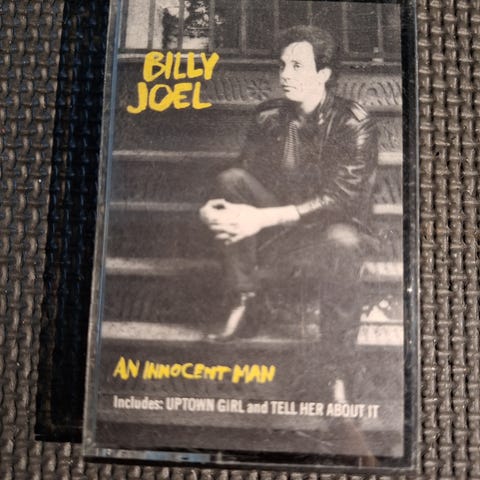 BILLY
JOEL
AN INNOCENT MAN
Includes: UPTOWN GIRL and TELL HER ABOUT IT